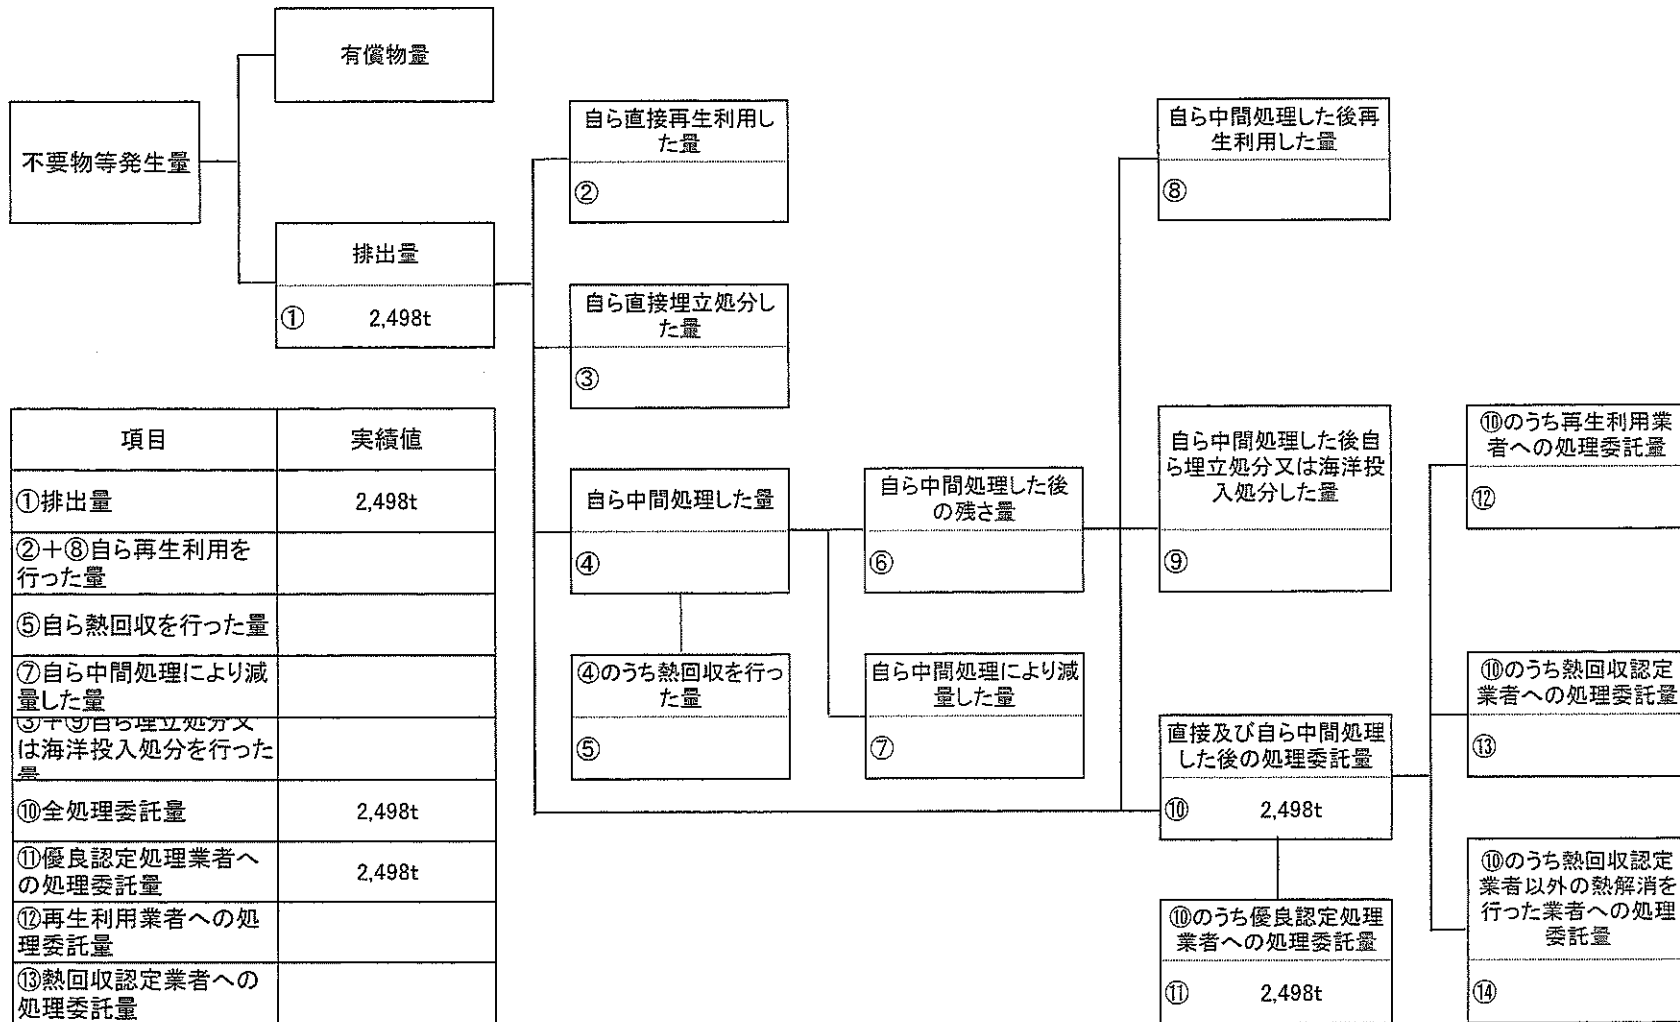 有償物量
不要物等発生量
排出量
① 2,498t
自ら直接再生利用し
た量
②
自ら直接埋立処分し
た量
③
自ら中間処理した量
④
④のうち熱回収を行っ
た量
⑤
自ら中間処理した後
の残さ量
⑥
自ら中間処理により減
量した量
⑦
自ら中間処理した後再
生利用した量
⑧
自ら中間処理した後自
ら埋立処分又は海洋投
入処分した量
⑨
直接及び自ら中間処理
した後の処理委託量
⑩ 2,498t
⑩のうち優良認定処理
業者への処理委託量
⑪ 2,498t
⑩のうち再生利用業
者への処理委託量
⑫
⑩のうち熱回収認定
業者への処理委託量
⑬
⑩のうち熱回収認定
業者以外の熱解消を
行った業者への処理
委託量
⑭
項目 実績値
①排出量 2,498t
②+⑧自ら再生利用を
行った量
⑤自ら熱回収を行った量
⑦自ら中間処理により減
量した量
③+⑨自ら埋立処分又
は海洋投入処分を行った
量
⑩全処理委託量 2,498t
⑪優良認定処理業者へ
の処理委託量 2,498t
⑫再生利用業者への処
理委託量
⑬熱回収認定業者への
処理委託量